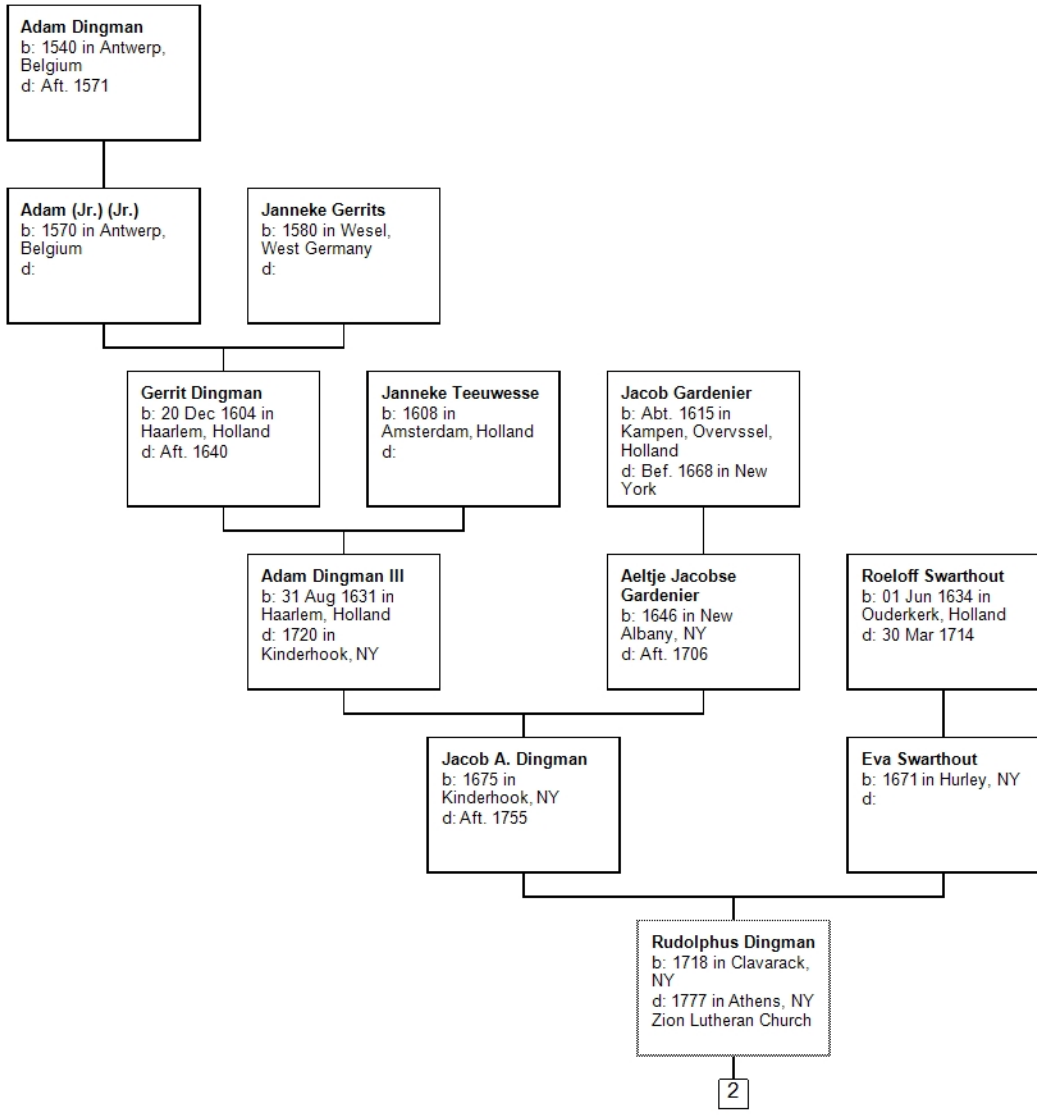 Adam Dingman
b: 1540 in Antwerp,
Belgium
d: Aft. 1571
Adam (Jr.) (Jr.)
b: 1570 in Antwerp,
Belgium
d:
Janneke Gerrits
b: 1580 in Wesel,
West Germany
d:
Gerrit Dingman
b: 20 Dec 1604 in
Haarlem, Holland
d: Aft. 1640
Janneke Teeuwesse
b: 1608 in
Amsterdam, Holland
d:
Jacob Gardenier
b: Abt. 1615 in
Kampen, Overvssel,
Holland
d: Bef. 1668 in New
York
Adam Dingman III
b: 31 Aug 1631 in
Haarlem, Holland
d: 1720 in
Kinderhook, NY
Aeltje Jacobse
Gardenier
b: 1646 in New
Albany, NY
d: Aft. 1706
Roeloff Swarthout
b: 01 Jun 1634 in
Ouderkerk, Holland
d: 30 Mar 1714
Jacob A. Dingman
b: 1675 in
Kinderhook, NY
d: Aft. 1755
Eva Swarthout
b: 1671 in Hurley, NY
d:
Rudolphus Dingman
b: 1718 in Clavarack,
NY
d: 1777 in Athens, NY
Zion Lutheran Church
2